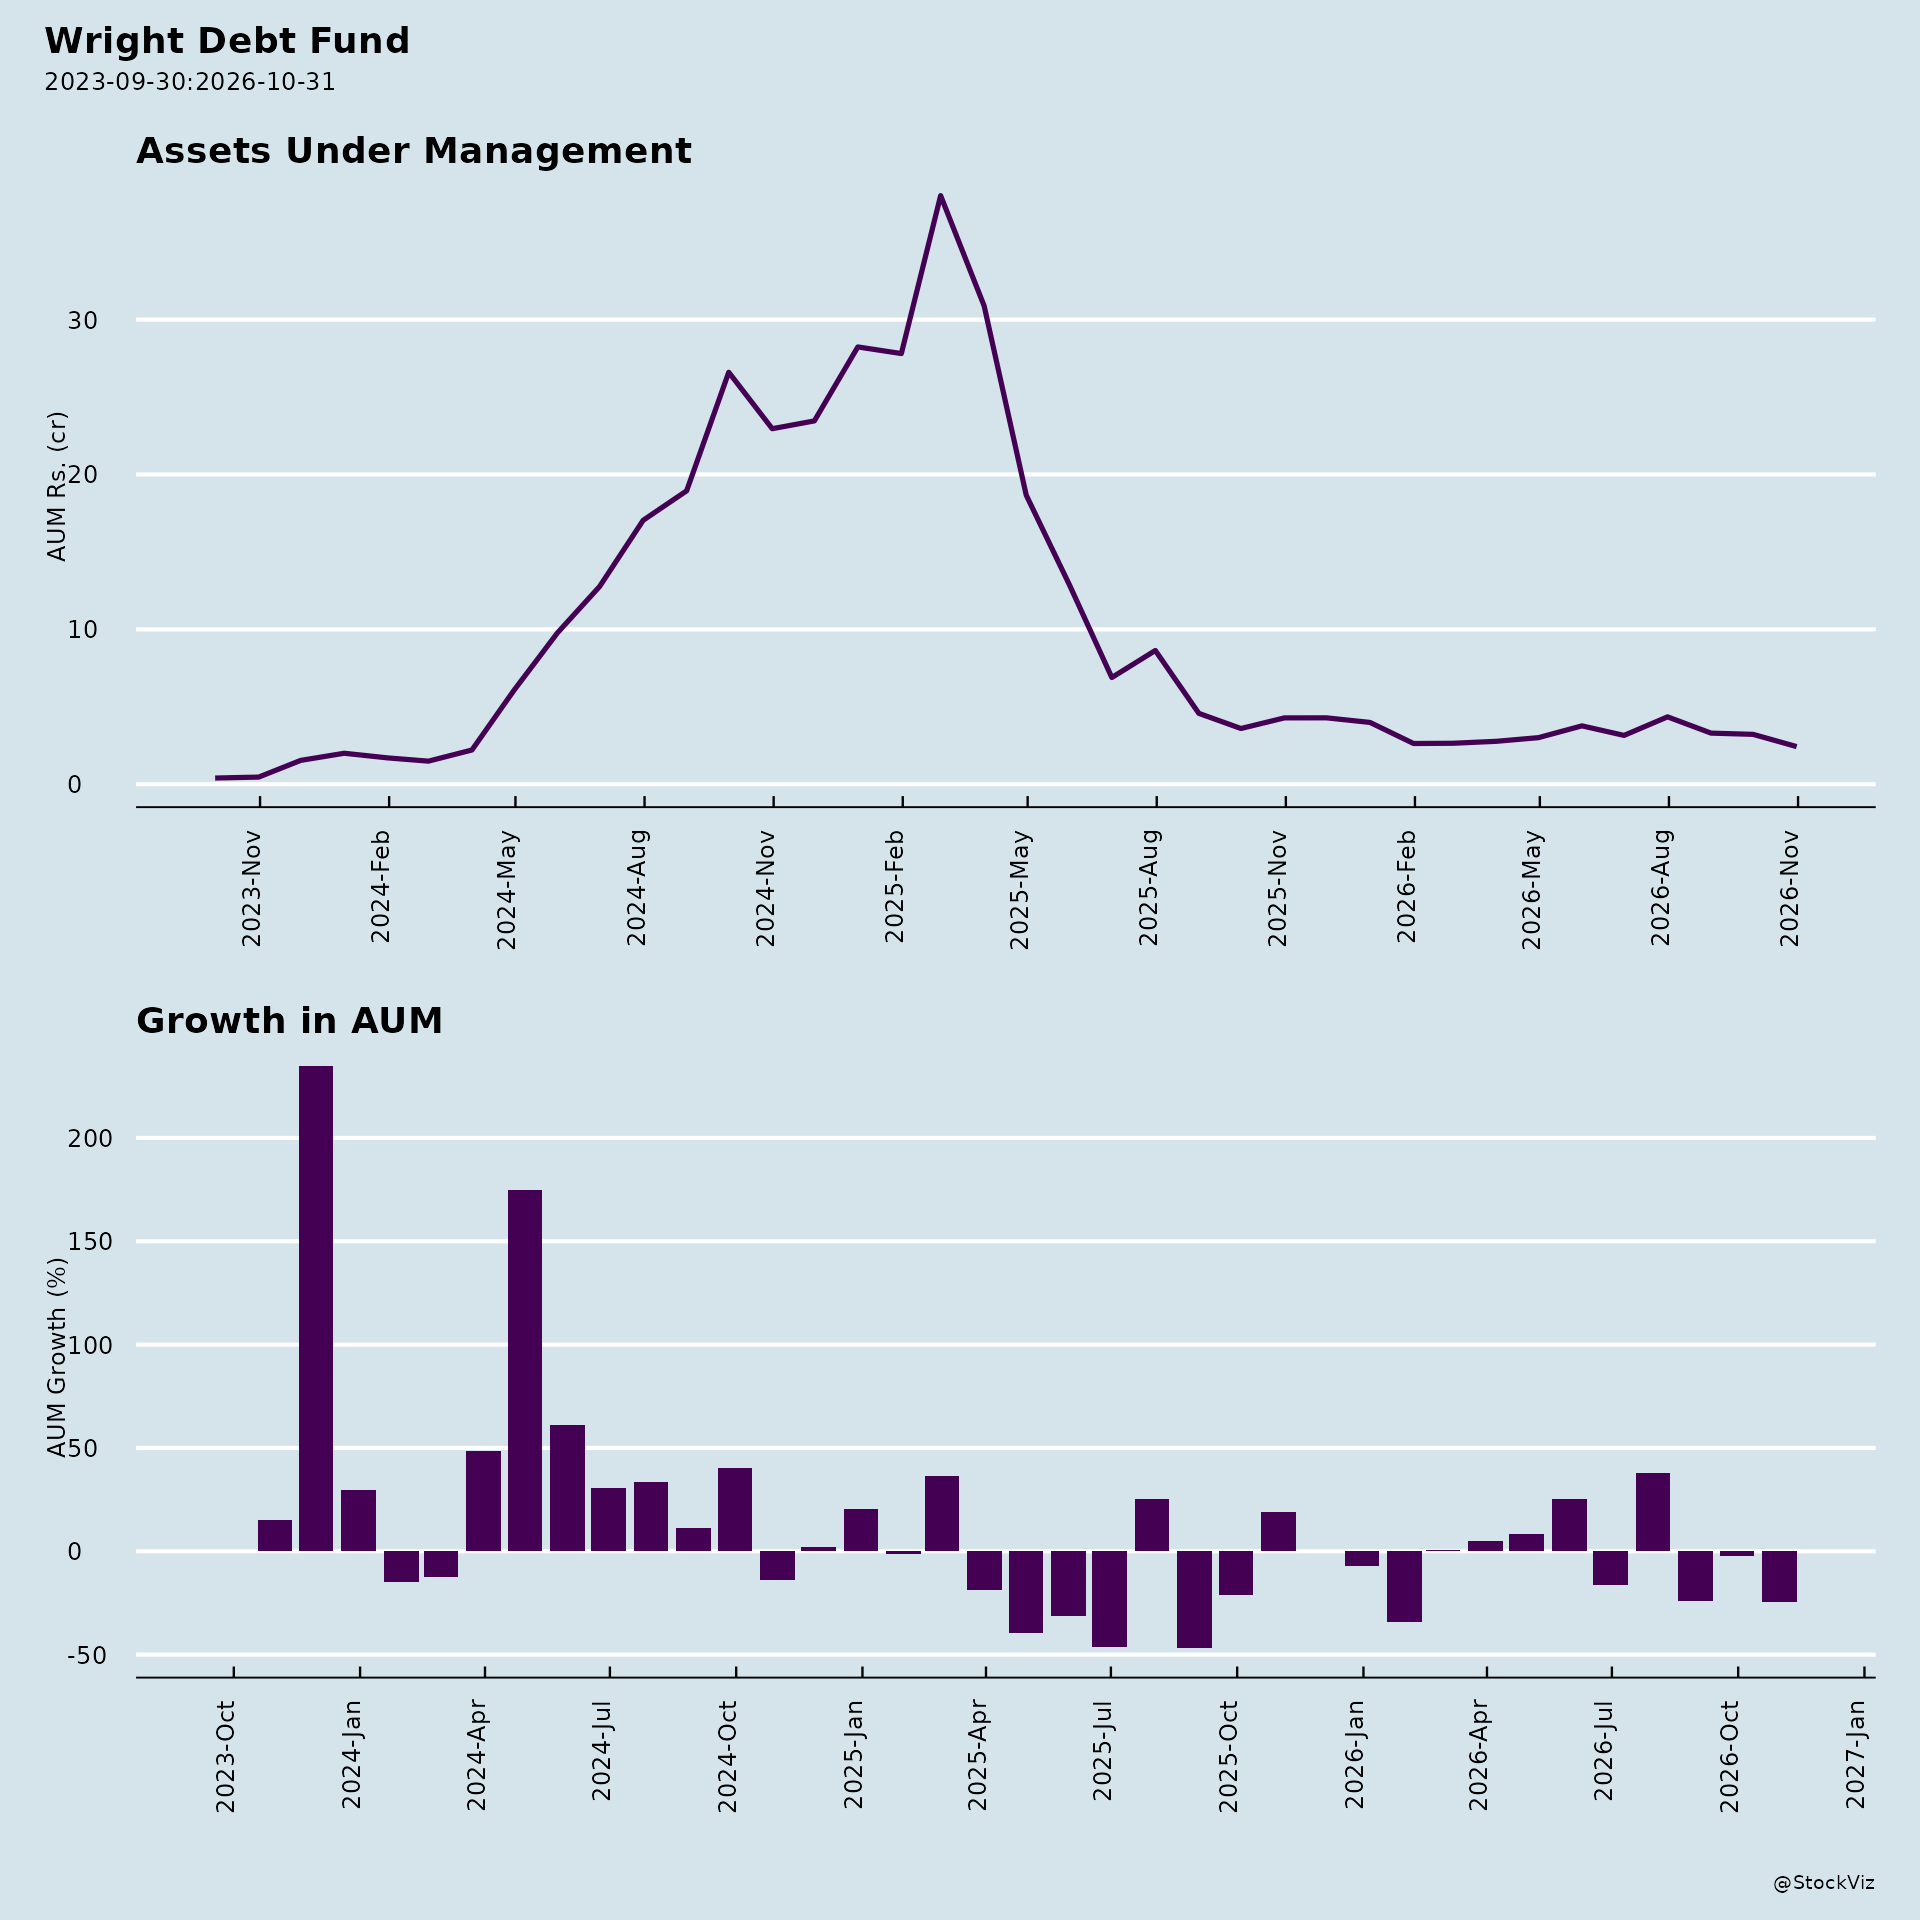 Wright Debt Fund
2023-09-30:2026-10-31
Assets Under Management
AUM Rs. (cr)
30
20
10
0
2023-Nov
2024-Feb
2024-May
2024-Aug
2024-Nov
2025-Feb
2025-May
2025-Aug
2025-Nov
2026-Feb
2026-May
2026-Aug
2026-Nov
Growth in AUM
AUM Growth (%)
200
150
100
50
0
-50
2023-Oct
2024-Jan
2024-Apr
2024-Jul
2024-Oct
2025-Jan
2025-Apr
2025-Jul
2025-Oct
2026-Jan
2026-Apr
2026-Jul
2026-Oct
2027-Jan
@StockViz